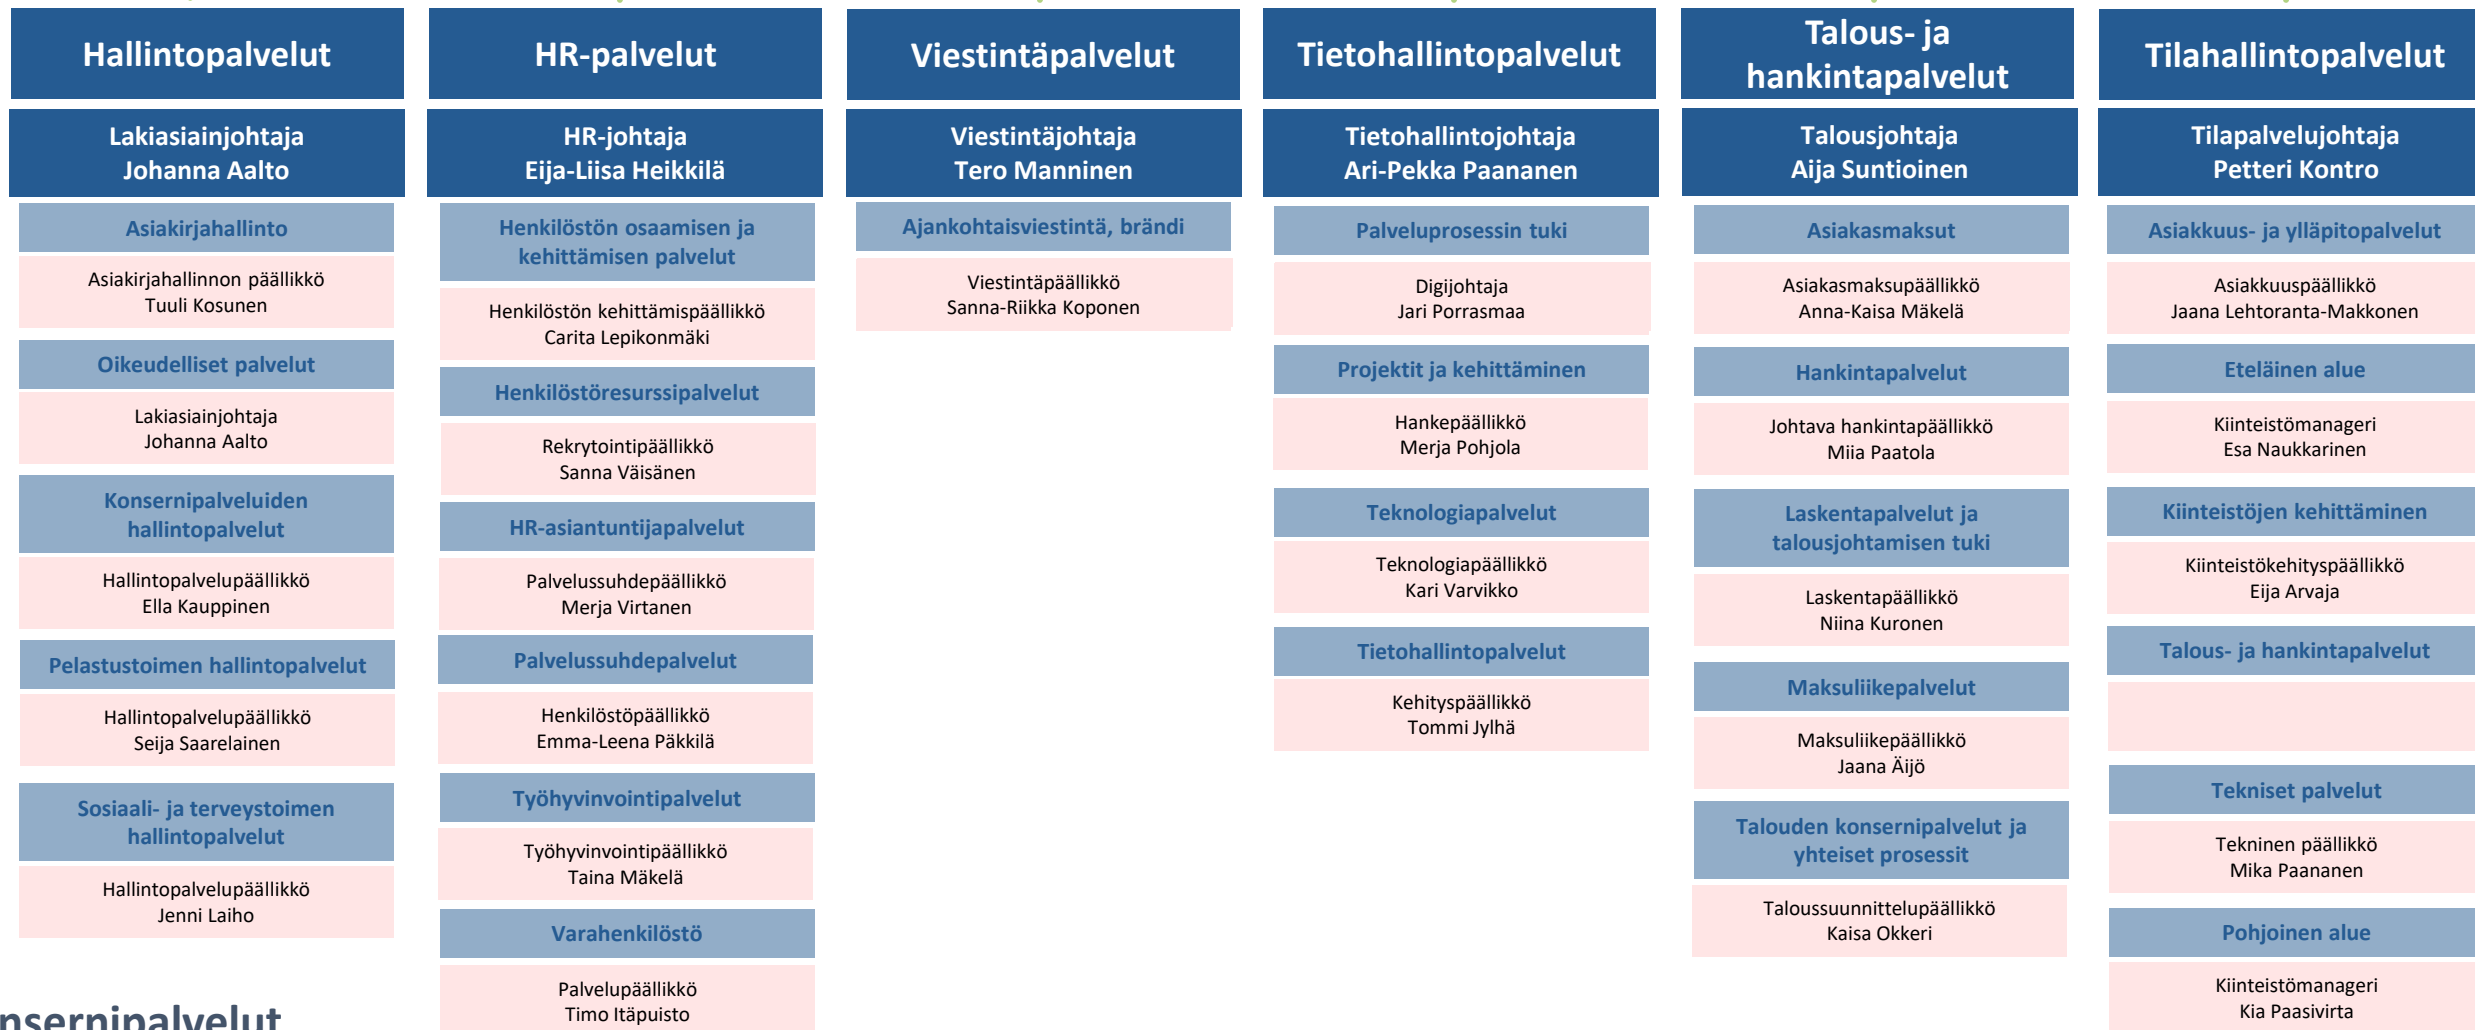 Hallintopalvelut
Lakiasiainjohtaja
Johanna Aalto
Asiakirjahallinto
Asiakirjahallinnon päällikkö
Tuuli Kosunen
Oikeudelliset palvelut
Lakiasiainjohtaja
Johanna Aalto
Konsernipalveluiden
hallintopalvelut
Hallintopalvelupäällikkö
Ella Kauppinen
Pelastustoimen hallintopalvelut
Hallintopalvelupäällikkö
Seija Saarelainen
Sosiaali- ja terveystoimen
hallintopalvelut
Hallintopalvelupäällikkö
Jenni Laiho
HR-palvelut
HR-johtaja
Eija-Liisa Heikkilä
Henkilöstön osaamisen ja
kehittämisen palvelut
Henkilöstön kehittämispäällikkö
Carita Lepikonmäki
Henkilöstöresurssipalvelut
Rekrytointipäällikkö
Sanna Väisänen
HR-asiantuntijapalvelut
Palvelussuhdepäällikkö
Merja Virtanen
Palvelussuhdepalvelut
Henkilöstöpäällikkö
Emma-Leena Päkkilä
Työhyvinvointipalvelut
Työhyvinvointipäällikkö
Taina Mäkelä
Varahenkilöstö
Palvelupäällikkö
Timo Itäpuisto
Viestintäpalvelut
Viestintäjohtaja
Tero Manninen
Ajankohtaisviestintä, brändi
Viestintäpäällikkö
Sanna-Riikka Koponen
Tietohallintopalvelut
Tietohallintojohtaja
Ari-Pekka Paananen
Palveluprosessin tuki
Digijohtaja
Jari Porrasmaa
Projektit ja kehittäminen
Hankepäällikkö
Merja Pohjola
Teknologiapalvelut
Teknologiapäällikkö
Kari Varvikko
Tietohallintopalvelut
Kehityspäällikkö
Tommi Jylhä
Talous- ja
hankintapalvelut
Talousjohtaja
Aija Suntioinen
Asiakasmaksut
Asiakasmaksupäällikkö
Anna-Kaisa Mäkelä
Hankintapalvelut
Johtava hankintapäällikkö
Miia Paatola
Laskentapalvelut ja
talousjohtamisen tuki
Laskentapäällikkö
Niina Kuronen
Maksuliikepalvelut
Maksuliikepäällikkö
Jaana Äijö
Talouden konsernipalvelut ja
yhteiset prosessit
Taloussuunnittelupäällikkö
Kaisa Okkeri
Tilahallintopalvelut
Tilapalvelujohtaja
Petteri Kontro
Asiakkuus- ja ylläpitopalvelut
Asiakkuuspäällikkö
Jaana Lehtoranta-Makkonen
Eteläinen alue
Kiinteistömanageri
Esa Naukkarinen
Kiinteistöjen kehittäminen
Kiinteistökehityspäällikkö
Eija Arvaja
Talous- ja hankintapalvelut
Tekniset palvelut
Tekninen päällikkö
Mika Paananen
Pohjoinen alue
Kiinteistömanageri
Kia Paasivirta
nsernipalvelut